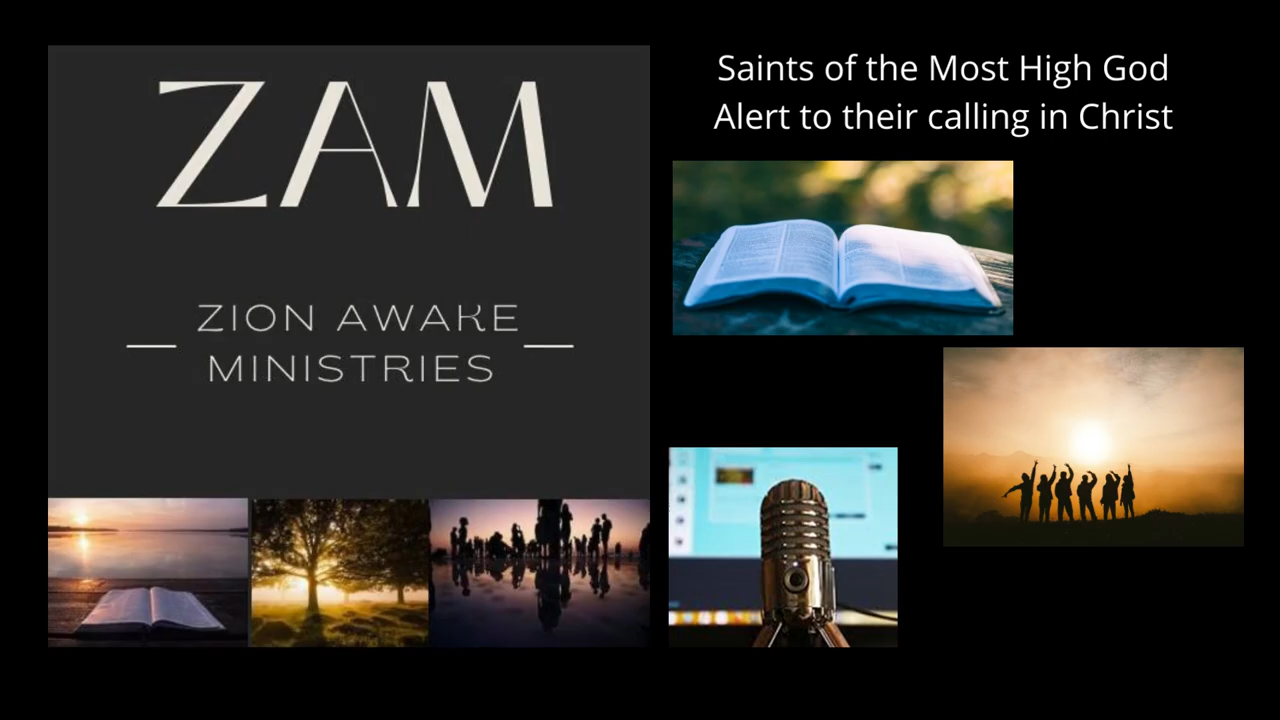 ZAM
ZION AWAKE
MINISTRIES
Saints of the Most High God
Alert to their calling in Christ